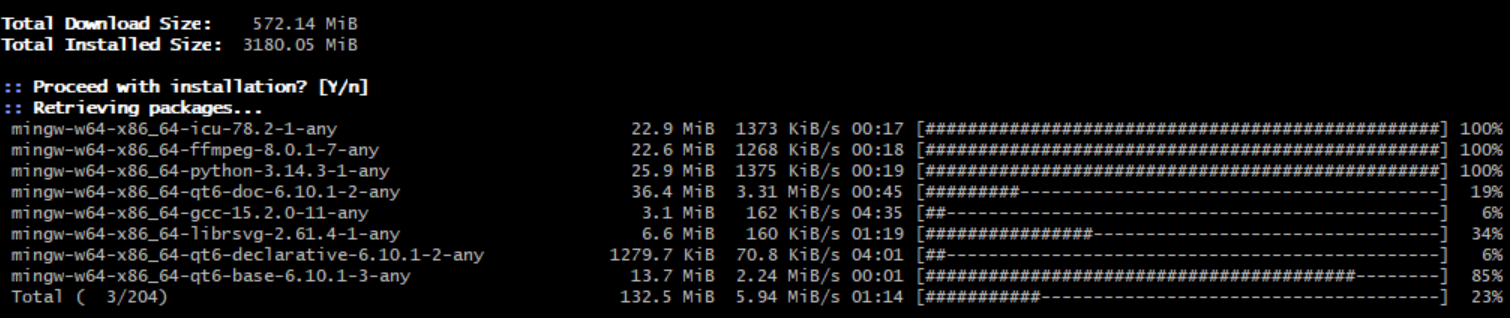 Total Download Size:    572.14 MiB
Total Installed Size:  3180.05 MiB
:: Proceed with installation? [Y/n]
:: Retrieving packages...
mingw-w64-x86_64-icu-78.2-1-any 22.9 MiB 1373 KiB/s 00:17 [#################################################] 100%
mingw-w64-x86_64-ffmpeg-8.0.1-7-any 22.6 MiB 1268 KiB/s 00:18 [#################################################] 100%
mingw-w64-x86_64-python-3.14.3-1-any 25.9 MiB 1375 KiB/s 00:19 [#################################################] 100%
mingw-w64-x86_64-qt6-doc-6.10.1-2-any 36.4 MiB 3.31 MiB/s 00:45 [#########----------------------------------------] 19%
mingw-w64-x86_64-gcc-15.2.0-11-any 3.1 MiB 162 KiB/s 04:35 [##-----------------------------------------------] 6%
mingw-w64-x86_64-librsvg-2.61.4-1-any 6.6 MiB 160 KiB/s 01:19 [################---------------------------------] 34%
mingw-w64-x86_64-qt6-declarative-6.10.1-2-any 1279.7 KiB 70.8 KiB/s 04:01 [##-----------------------------------------------] 6%
mingw-w64-x86_64-qt6-base-6.10.1-3-any 13.7 MiB 2.24 MiB/s 00:01 [#########################################--------] 85%
Total (  3/204) 132.5 MiB 5.94 MiB/s 01:14 [###########--------------------------------------] 23%